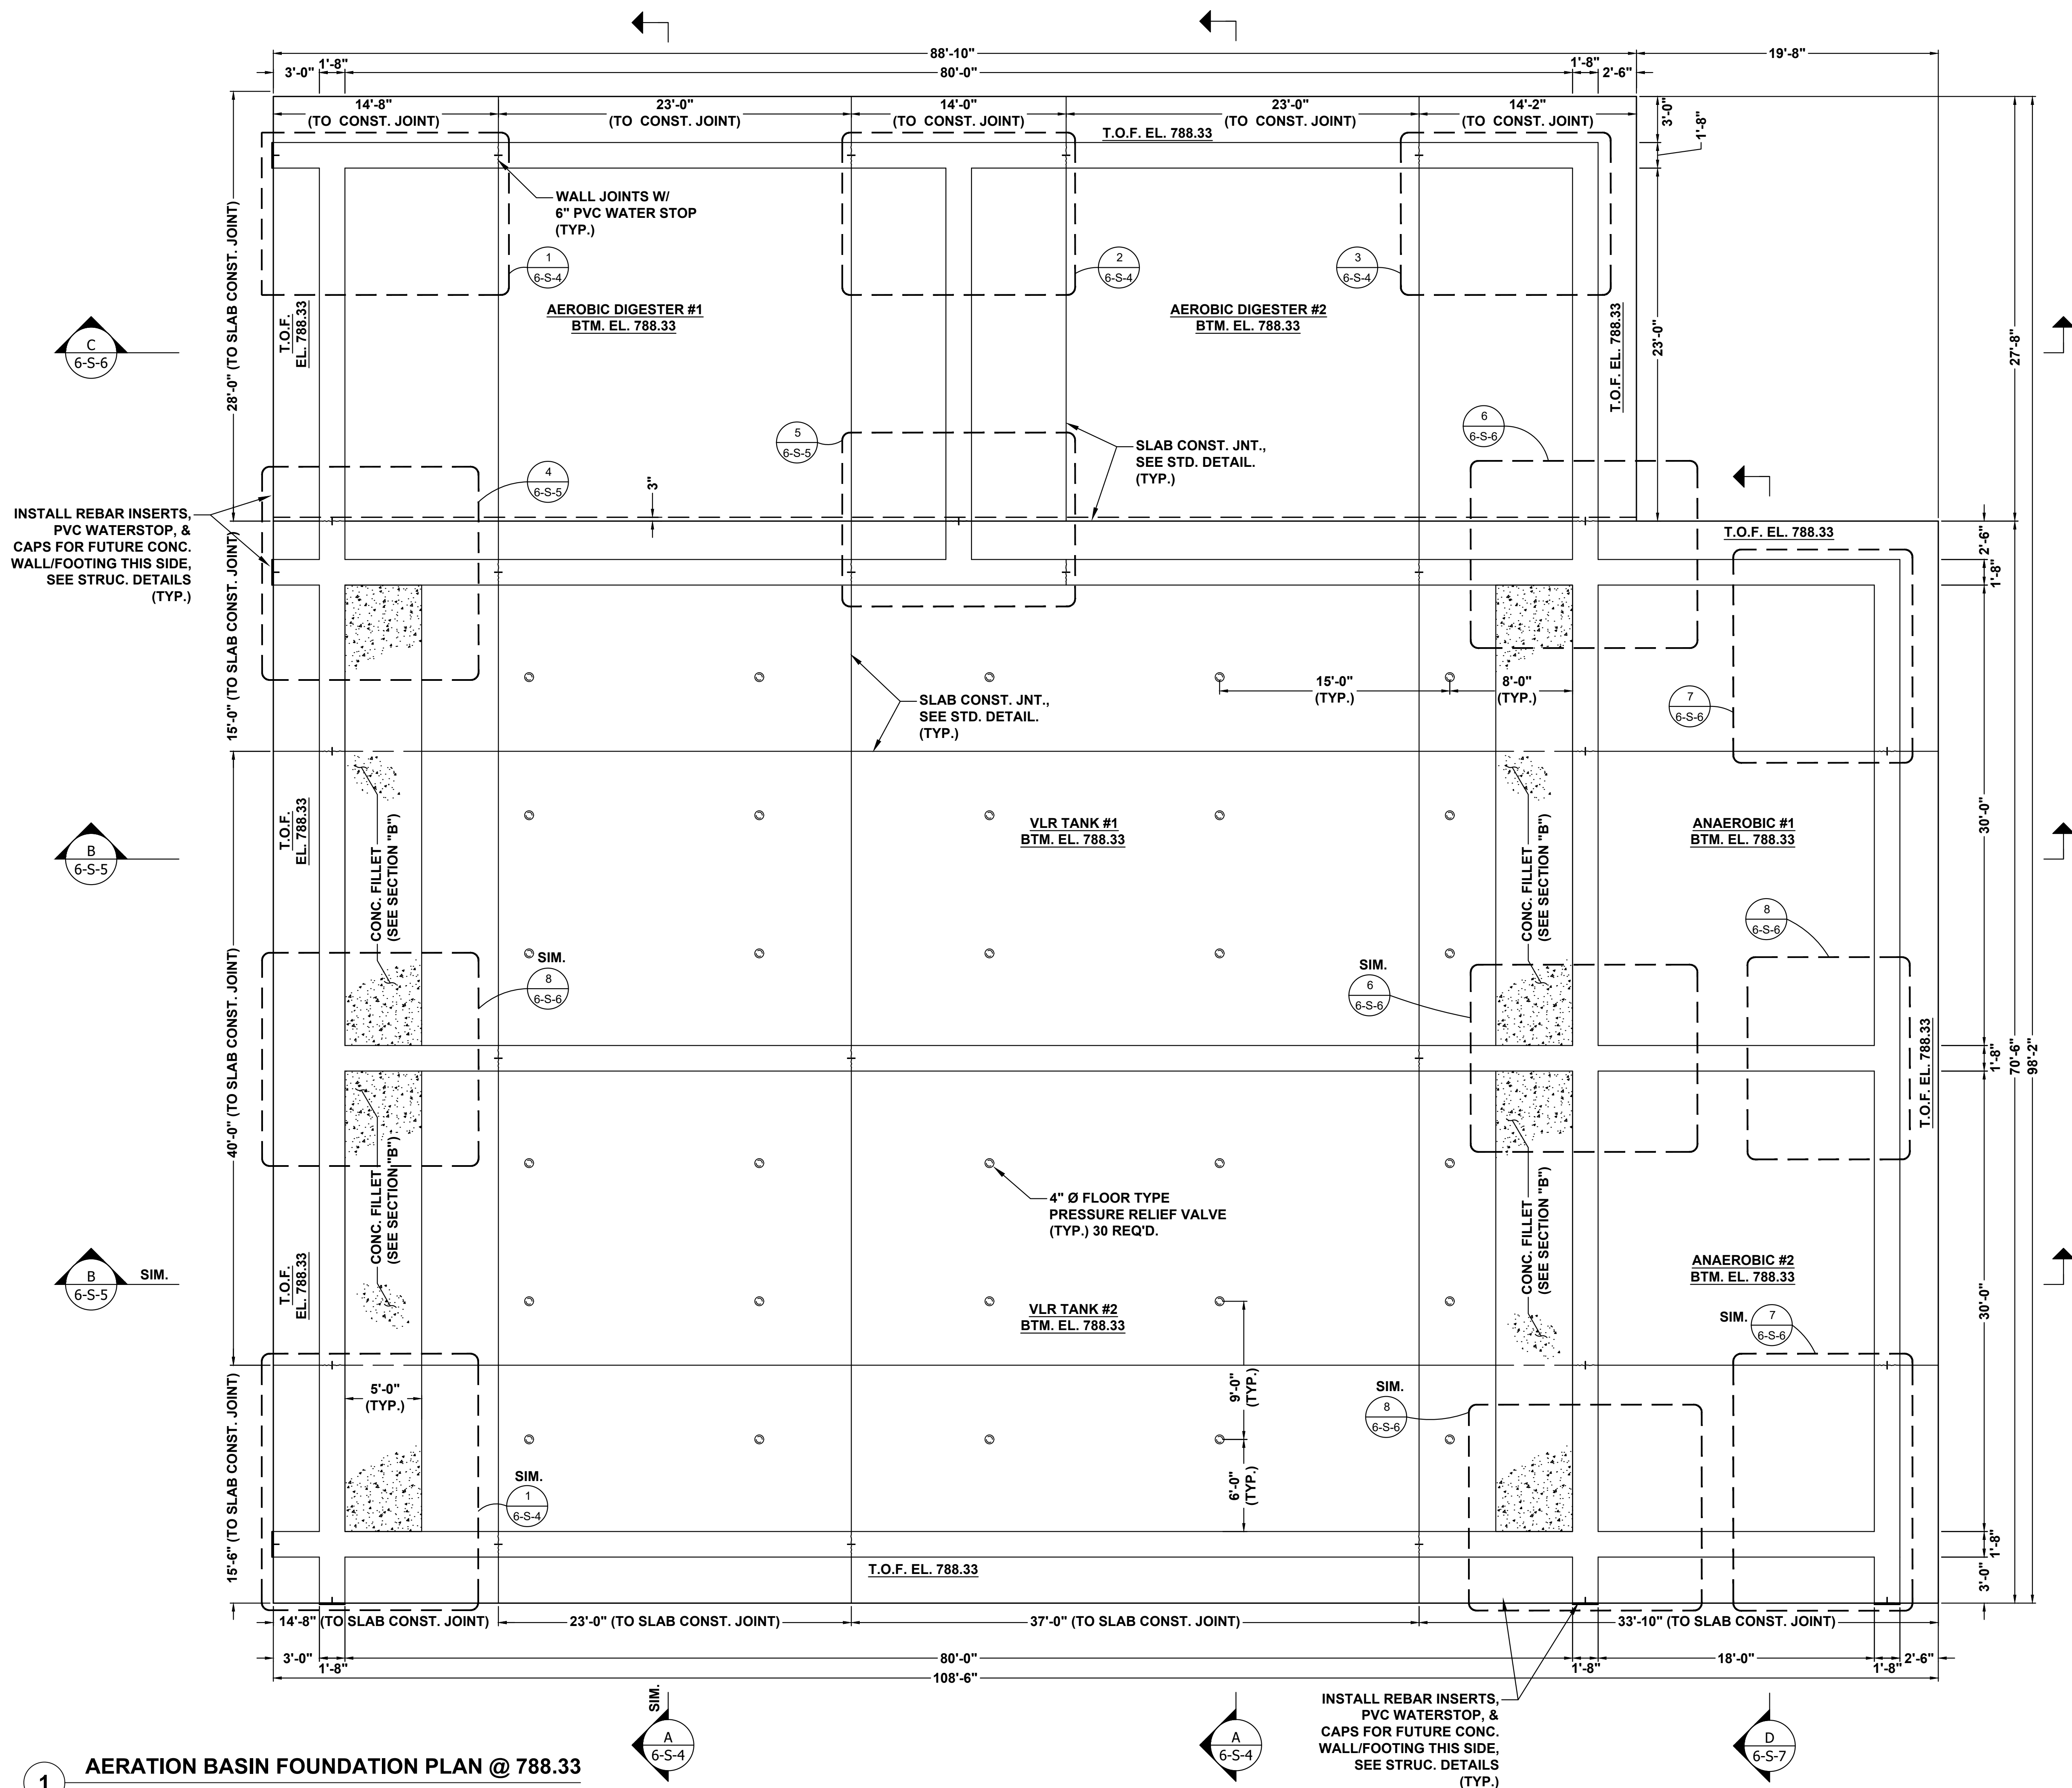 88'-10"
19'-8"
3'-0"
1'-8"
80'-0"
1'-8"
2'-6"
14'-8"
(TO CONST. JOINT)
23'-0"
(TO CONST. JOINT)
14'-0"
(TO CONST. JOINT)
23'-0"
(TO CONST. JOINT)
14'-2"
(TO CONST. JOINT)
3'-0"
1'-8"
T.O.F. EL. 788.33
WALL JOINTS W/
6" PVC WATER STOP
(TYP.)
28'-0" (TO SLAB CONST. JOINT)
1
6-S-4
2
6-S-4
3
6-S-4
T.O.F.
EL. 788.33
AEROBIC DIGESTER #1
BTM. EL. 788.33
AEROBIC DIGESTER #2
BTM. EL. 788.33
T.O.F. EL. 788.33
23'-0"
27'-8"
C
6-S-6
5
6-S-5
6
6-S-6
SLAB CONST. JNT.,
SEE STD. DETAIL.
(TYP.)
4
6-S-5
3"
INSTALL REBAR INSERTS,
PVC WATERSTOP, &
CAPS FOR FUTURE CONC.
WALL/FOOTING THIS SIDE,
SEE STRUC. DETAILS
(TYP.)
T.O.F. EL. 788.33
2'-6"
1'-8"
15'-0" (TO SLAB CONST. JOINT)
15'-0"
(TYP.)
8'-0"
(TYP.)
7
6-S-6
SLAB CONST. JNT.,
SEE STD. DETAIL.
(TYP.)
T.O.F.
EL. 788.33
CONC. FILLET
(SEE SECTION "B")
VLR TANK #1
BTM. EL. 788.33
CONC. FILLET
(SEE SECTION "B")
ANAEROBIC #1
BTM. EL. 788.33
30'-0"
B
6-S-5
8
6-S-6
40'-0" (TO SLAB CONST. JOINT)
SIM.
8
6-S-6
SIM.
6
6-S-6
T.O.F. EL. 788.33
1'-8"
70'-6"
98'-2"
CONC. FILLET
(SEE SECTION "B")
4" Ø FLOOR TYPE
PRESSURE RELIEF VALVE
(TYP.) 30 REQ'D.
CONC. FILLET
(SEE SECTION "B")
B
6-S-5
SIM.
T.O.F.
EL. 788.33
ANAEROBIC #2
BTM. EL. 788.33
30'-0"
VLR TANK #2
BTM. EL. 788.33
SIM.
7
6-S-6
5'-0"
(TYP.)
9'-0"
(TYP.)
SIM.
8
6-S-6
15'-6" (TO SLAB CONST. JOINT)
SIM.
1
6-S-4
6'-0"
(TYP.)
1'-8"
3'-0"
T.O.F. EL. 788.33
14'-8" (TO SLAB CONST. JOINT)
23'-0" (TO SLAB CONST. JOINT)
37'-0" (TO SLAB CONST. JOINT)
33'-10" (TO SLAB CONST. JOINT)
3'-0"
1'-8"
80'-0"
1'-8"
18'-0"
1'-8"
2'-6"
108'-6"
SIM.
A
6-S-4
A
6-S-4
INSTALL REBAR INSERTS,
PVC WATERSTOP, &
CAPS FOR FUTURE CONC.
WALL/FOOTING THIS SIDE,
SEE STRUC. DETAILS
(TYP.)
D
6-S-7
1
AERATION BASIN FOUNDATION PLAN @ 788.33